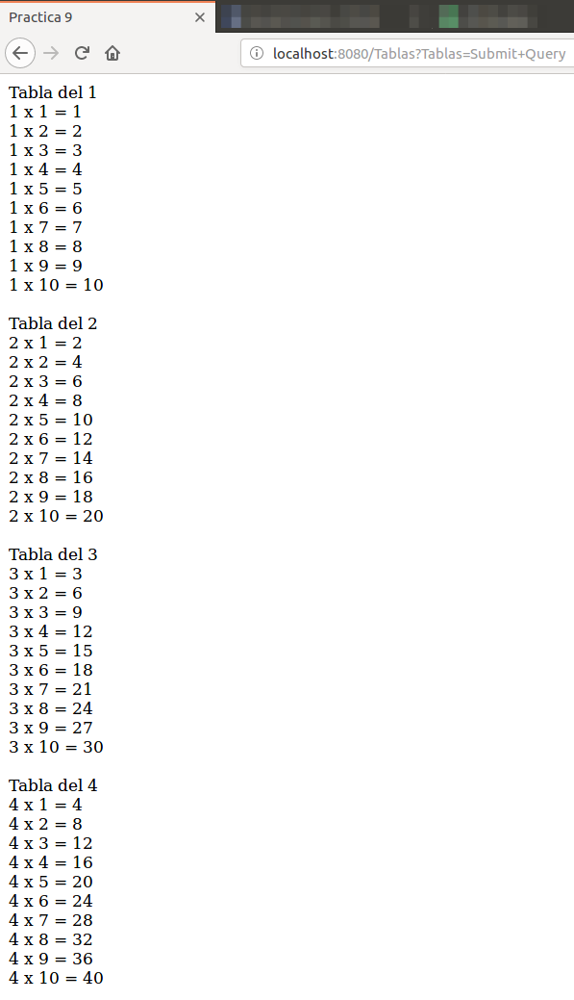 Practica 9
localhost:8080/Tablas?Tablas=Submit+Query
Tabla del 1
1 x 1 = 1
1 x 2 = 2
1 x 3 = 3
1 x 4 = 4
1 x 5 = 5
1 x 6 = 6
1 x 7 = 7
1 x 8 = 8
1 x 9 = 9
1 x 10 = 10
Tabla del 2
2 x 1 = 2
2 x 2 = 4
2 x 3 = 6
2 x 4 = 8
2 x 5 = 10
2 x 6 = 12
2 x 7 = 14
2 x 8 = 16
2 x 9 = 18
2 x 10 = 20
Tabla del 3
3 x 1 = 3
3 x 2 = 6
3 x 3 = 9
3 x 4 = 12
3 x 5 = 15
3 x 6 = 18
3 x 7 = 21
3 x 8 = 24
3 x 9 = 27
3 x 10 = 30
Tabla del 4
4 x 1 = 4
4 x 2 = 8
4 x 3 = 12
4 x 4 = 16
4 x 5 = 20
4 x 6 = 24
4 x 7 = 28
4 x 8 = 32
4 x 9 = 36
4 x 10 = 40